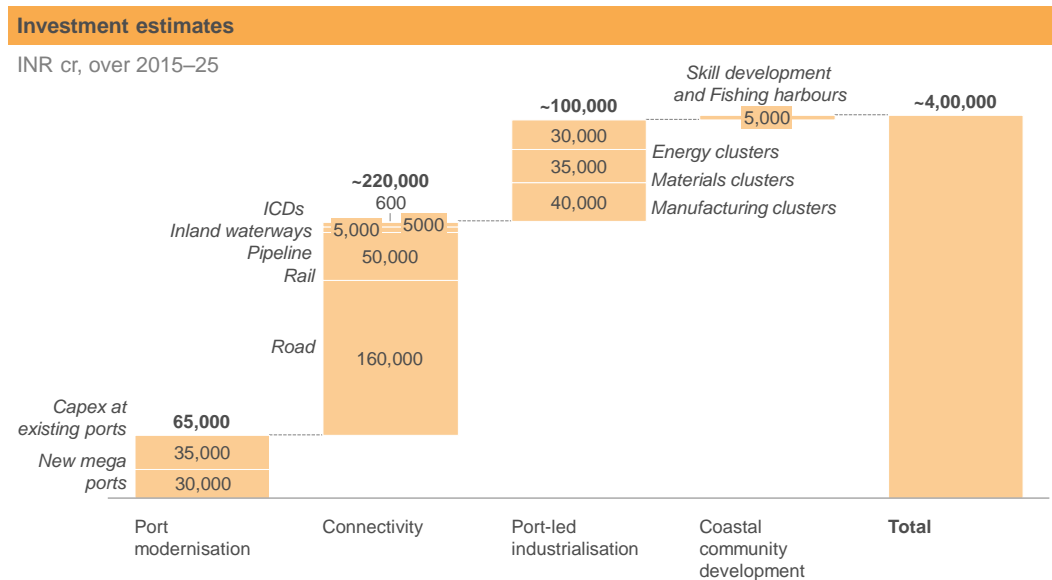 Investment estimates
INR cr, over 2015–25
Skill development
and Fishing harbours
~100,000
5,000
~4,00,000
30,000
Energy clusters
35,000
Materials clusters
40,000
Manufacturing clusters
~220,000
ICDs
600
Inland waterways
5,000
5000
Pipeline
50,000
Rail
Road
160,000
Capex at
existing ports
65,000
35,000
New mega
ports
30,000
Port
modernisation
Connectivity
Port-led
industrialisation
Coastal
community
development
Total